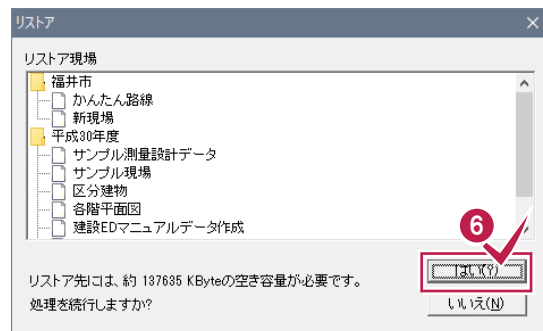 リストア
リストア現場
福井市
かんたん路線
新現場
平成30年度
サンプル測量設計データ
サンプル現場
区分建物
各階平面図
建設EDマニュアルデータ作成
6
リストア先には、約 137635 KByteの空き容量が必要です。
はい(Y)
処理を続行しますか?
いいえ(N)